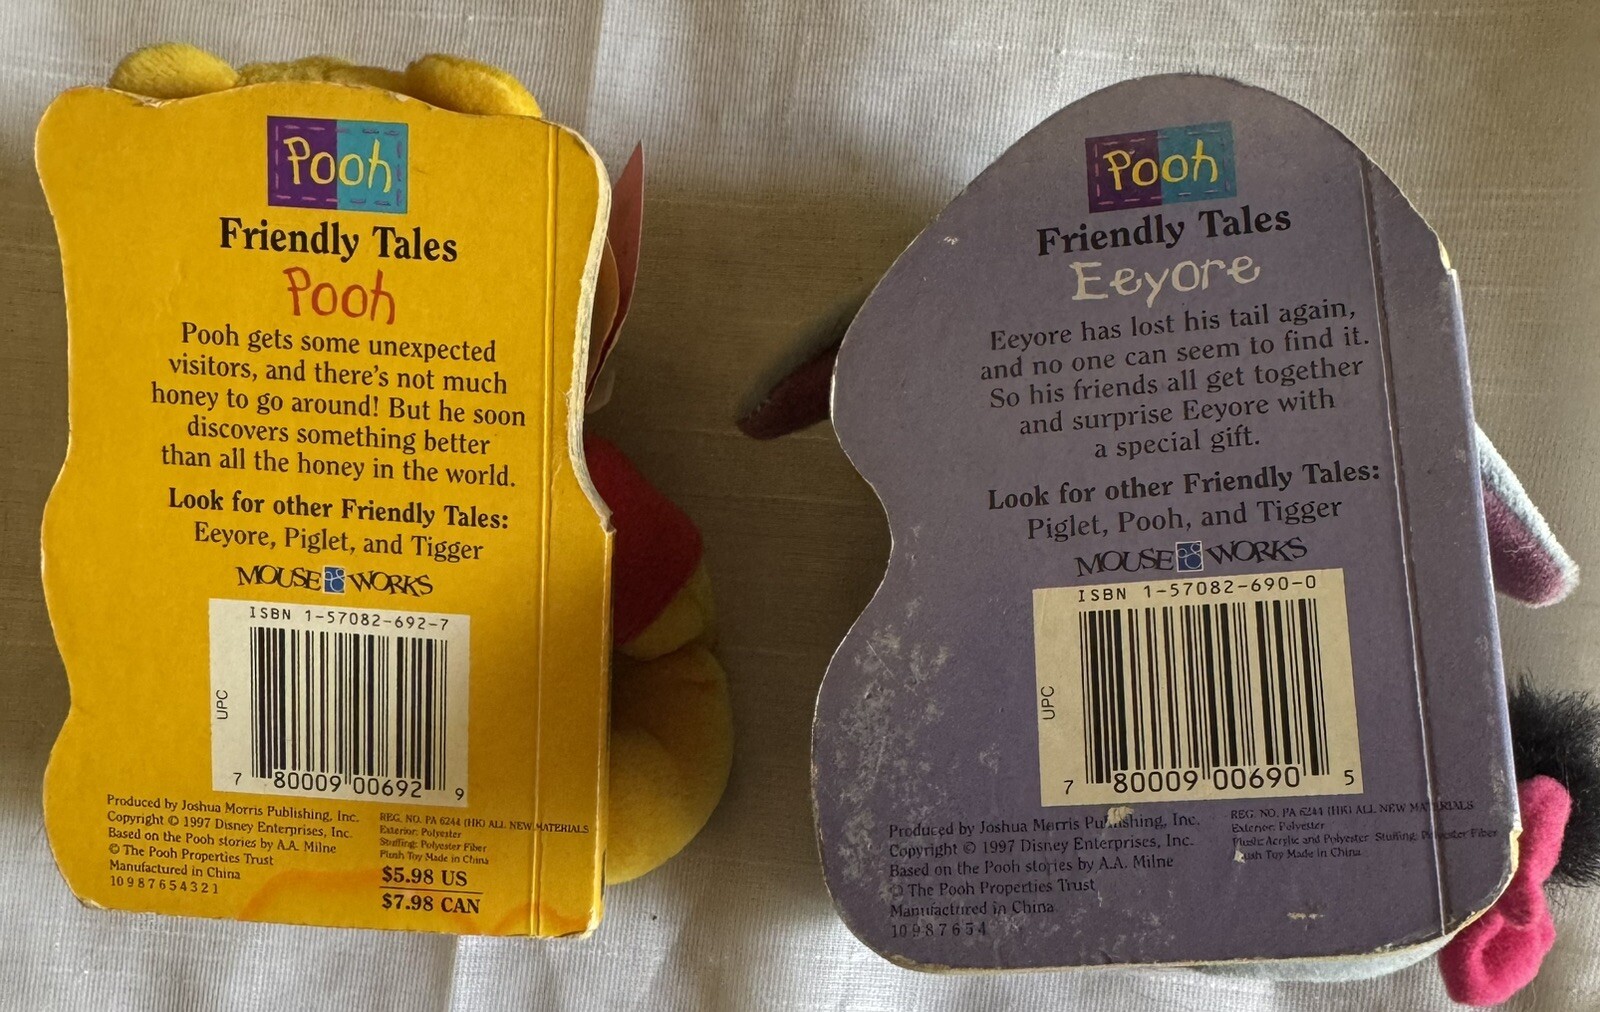 Pooh
Friendly Tales
Pooh
Pooh gets some unexpected
visitors, and there's not much
honey to go around! But he soon
discovers something better
than all the honey in the world.
Look for other Friendly Tales:
Eeyore, Piglet, and Tigger
MOUSE WORKS
ISBN 1-57082-692-7
UPC
7 80009 00692 9
Produced by Joshua Morris Publishing, Inc.
Copyright © 1997 Disney Enterprises, Inc.
Based on the Pooh stories by A.A. Milne
© The Pooh Properties Trust
Manufactured in China
10 9 8 7 6 5 4 3 2 1
REG. NO. PA 6244 (HK) ALL NEW MATERIALS
Exterior: Polyester
Stuffing: Polyester Fiber
Plush Toy Made in China
$5.98 US
$7.98 CAN
Pooh
Friendly Tales
Eeyore
Eeyore has lost his tail again,
and no one can seem to find it.
So his friends all get together
and surprise Eeyore with
a special gift.
Look for other Friendly Tales:
Piglet, Pooh, and Tigger
MOUSE WORKS
ISBN 1-57082-690-0
UPC
7 80009 00690 5
Produced by Joshua Morris Publishing, Inc.
Copyright © 1997 Disney Enterprises, Inc.
Based on the Pooh stories by A.A. Milne
© The Pooh Properties Trust
Manufactured in China
10 9 8 7 6 5 4
REG. NO. PA 6244 (HK) ALL NEW MATERIALS
Exterior: Polyester
Plush: Acrylic and Polyester Stuffing: Polyester Fiber
Plush Toy Made in China